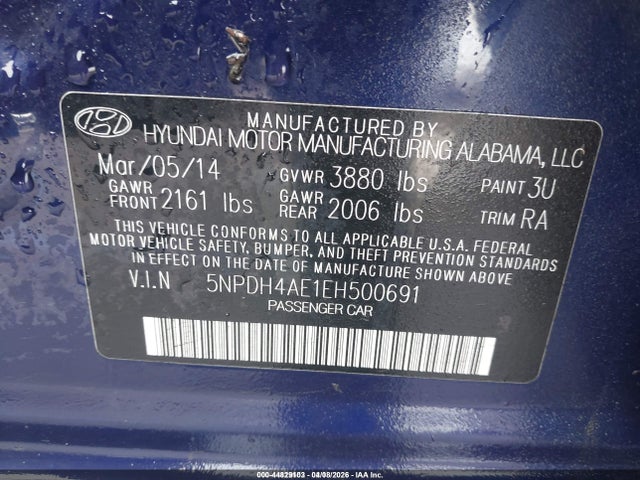 MANUFACTURED BY
HYUNDAI MOTOR MANUFACTURING ALABAMA, LLC
Mar/05/14 GVWR 3880 lbs PAINT 3U
GAWR FRONT 2161 lbs GAWR REAR 2006 lbs TRIM RA
THIS VEHICLE CONFORMS TO ALL APPLICABLE U.S.A. FEDERAL
MOTOR VEHICLE SAFETY, BUMPER, AND THEFT PREVENTION STANDARDS
IN EFFECT ON THE DATE OF MANUFACTURE SHOWN ABOVE.
V.I.N 5NPDH4AE1EH500691
PASSENGER CAR
000-44829103 - 04/08/2026 - IAA Inc.